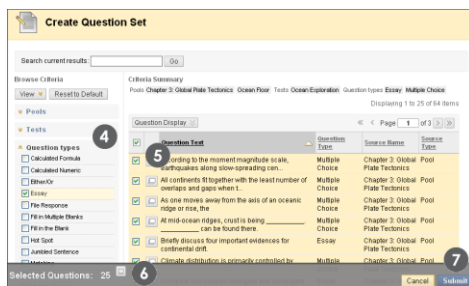 Create Question Set
Search current results: Go
Browse Criteria
View Reset to Default
Pools
Tests
4
Question types
Calculated Formula
Calculated Numeric
Either/Or
Essay
File Response
Fill in Multiple Blanks
Fill in the Blank
Hot Spot
Jumbled Sentence
Matching
Criteria Summary
Pools Chapter 3: Global Plate Tectonics Ocean Floor Tests Ocean Exploration Question types Essay Multiple Choice
Displaying 1 to 25 of 64 items
Question Display
Page 1 of 3
5
Question Text Question Type Source Name Source Type
According to the moment magnitude scale, earthquakes along slow-spreading cen... Multiple Choice Chapter 3: Global Plate Tectonics Pool
All continents fit together with the least number of overlaps and gaps when t... Multiple Choice Chapter 3: Global Plate Tectonics Pool
As one moves away from the axis of an oceanic ridge or rise, the Multiple Choice Chapter 3: Global Plate Tectonics Pool
At mid-ocean ridges, crust is being ________. ________ can be found there. Multiple Choice Chapter 3: Global Plate Tectonics Pool
Briefly discuss four important evidences for continental drift. Essay Chapter 3: Global Plate Tectonics Pool
Climate distribution is primarily controlled by Multiple Chapter 3: Global Pool
Selected Questions: 25
6
7
Cancel Submit